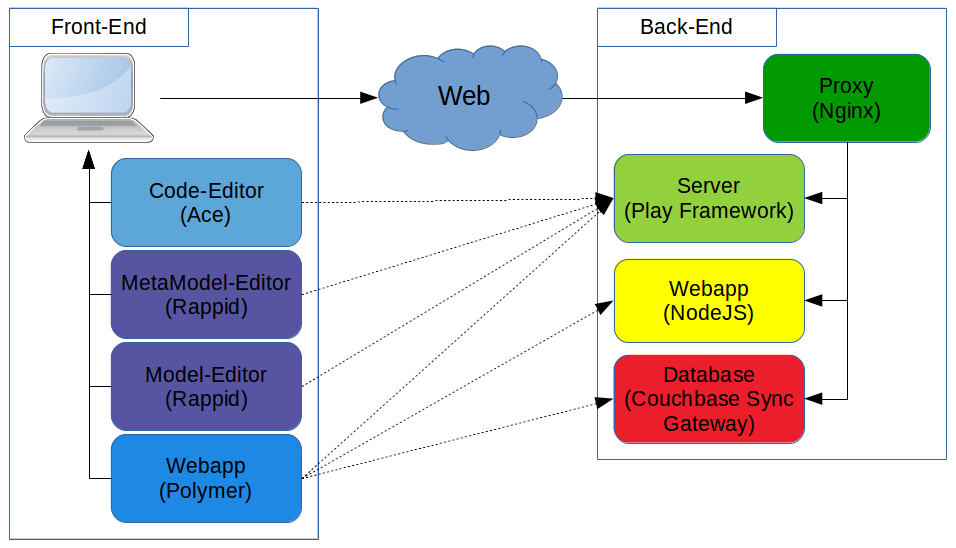 Front-End
Web
Back-End
Proxy
(Nginx)
Code-Editor
(Ace)
MetaModel-Editor
(Rappid)
Model-Editor
(Rappid)
Webapp
(Polymer)
Server
(Play Framework)
Webapp
(NodeJS)
Database
(Couchbase Sync
Gateway)